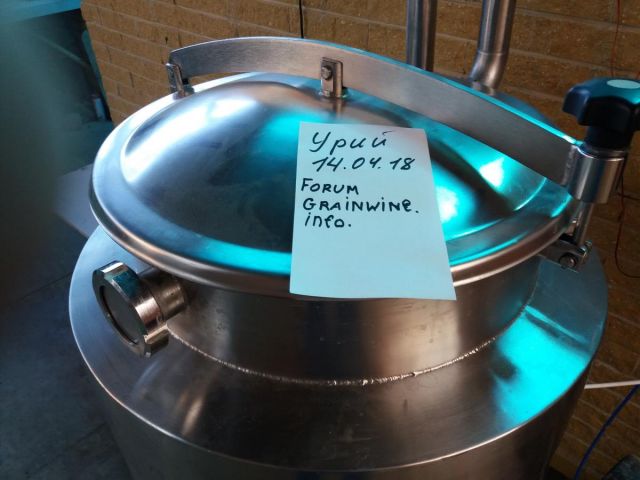 Урий
14.04.18
Forum
GRAINWINe.
info.